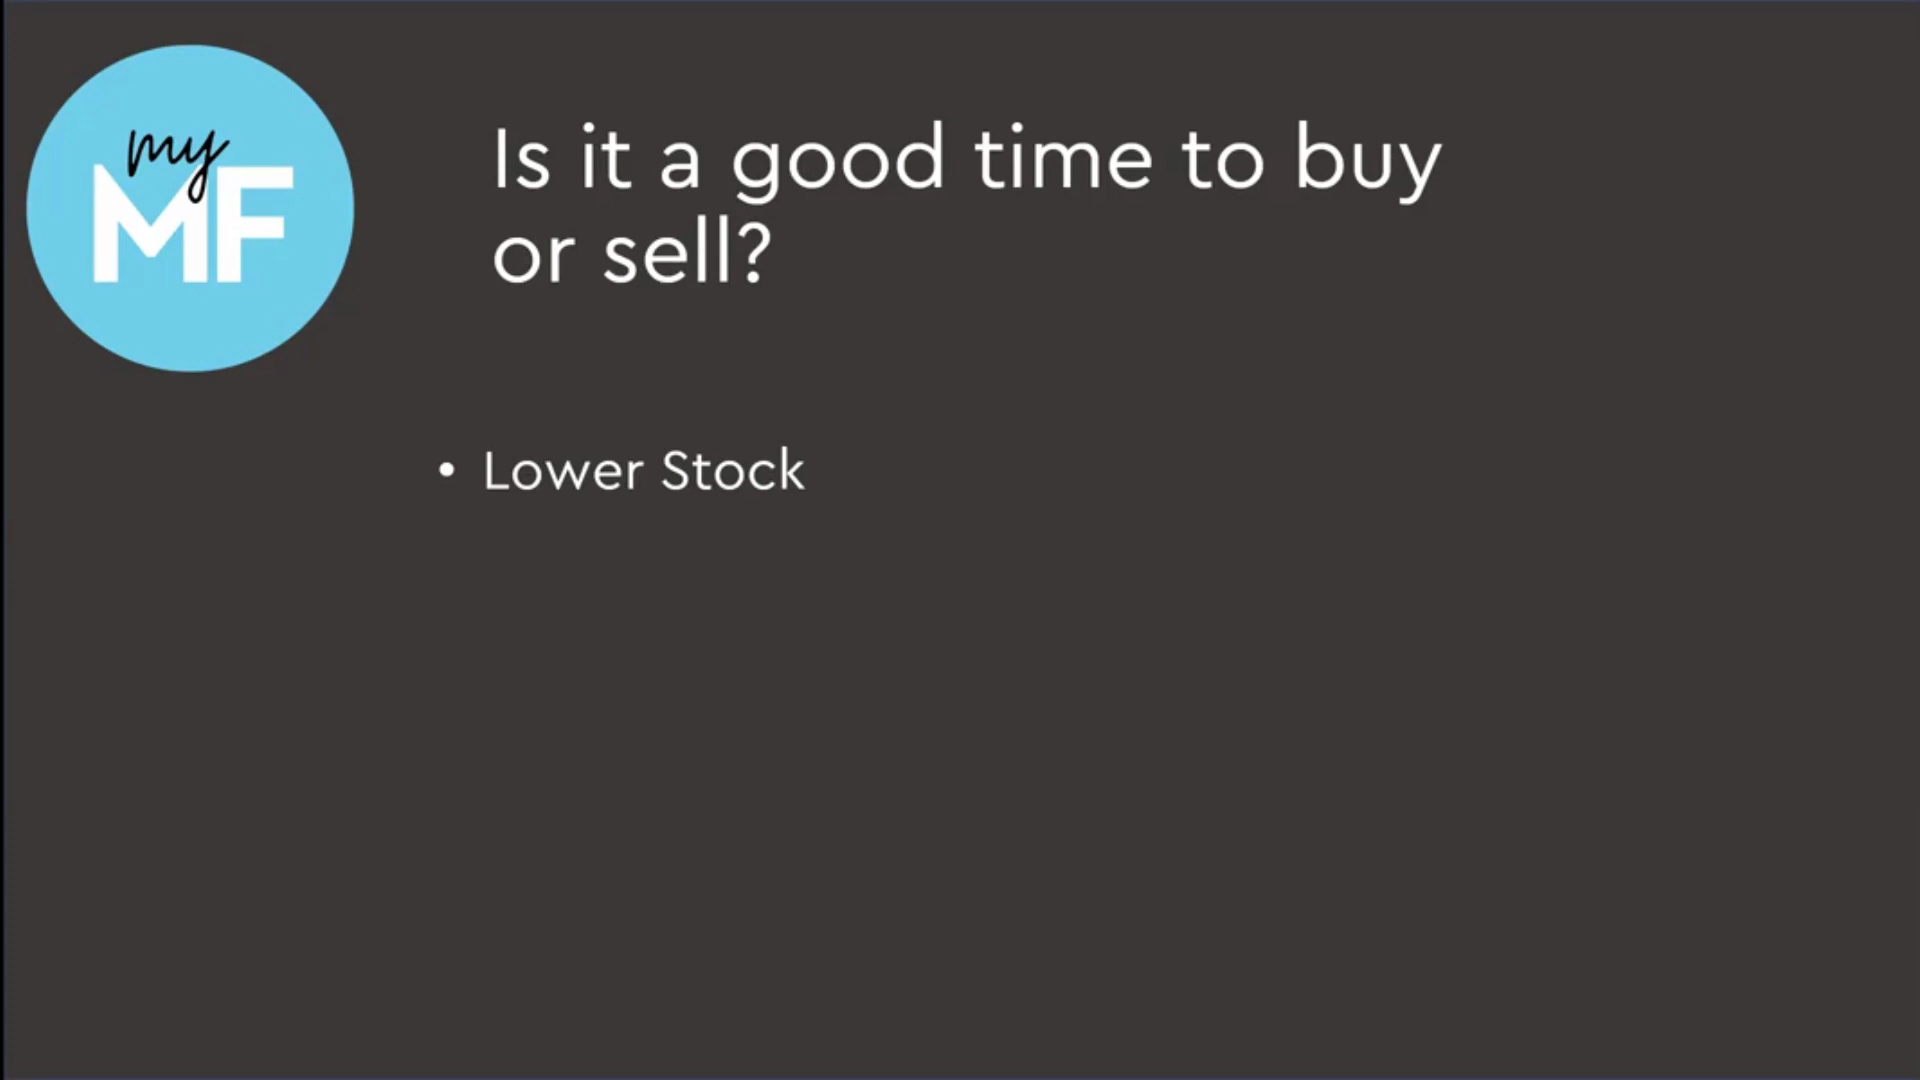 my
MF
Is it a good time to buy
or sell?
• Lower Stock